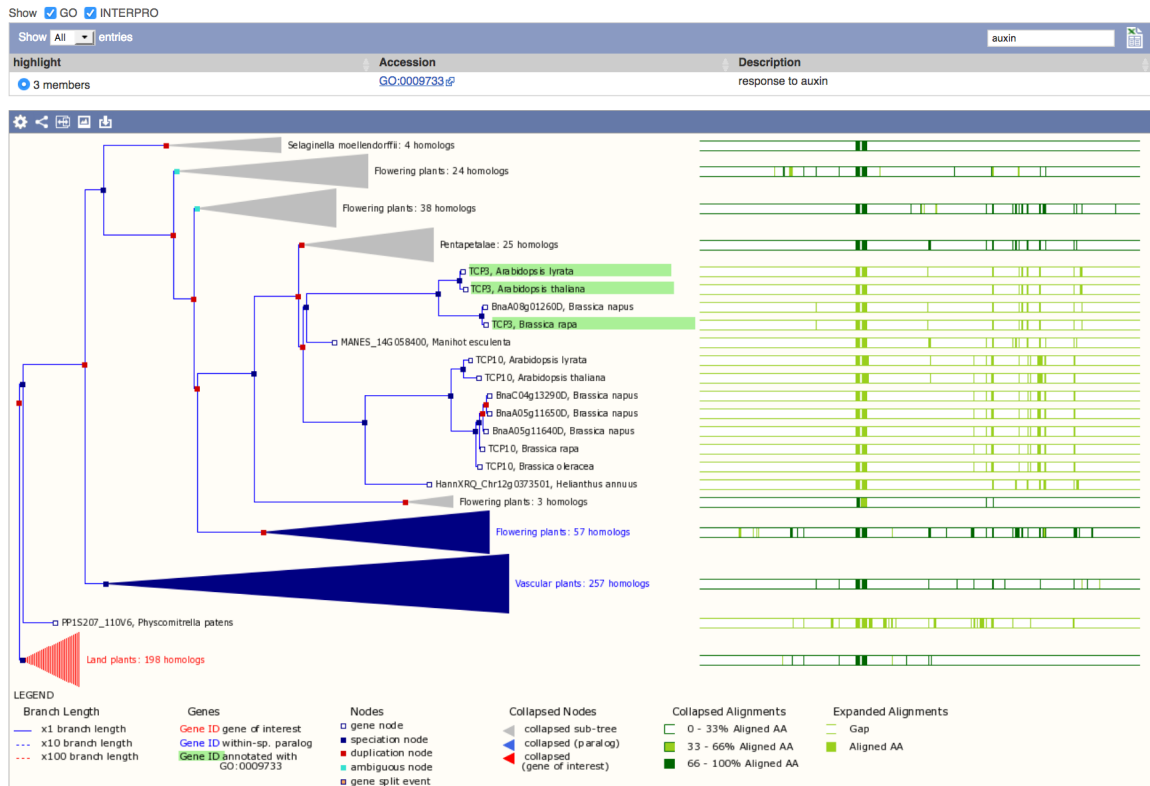 Show GO INTERPRO
Show All entries auxin
highlight Accession Description
3 members GO:0009733 response to auxin
Selaginella moellendorffii: 4 homologs
Flowering plants: 24 homologs
Flowering plants: 38 homologs
Pentapetalae: 25 homologs
TCP3, Arabidopsis lyrata
TCP3, Arabidopsis thaliana
BnaA08g01260D, Brassica napus
TCP3, Brassica rapa
MANES_14G058400, Manihot esculenta
TCP10, Arabidopsis lyrata
TCP10, Arabidopsis thaliana
BnaC04g13290D, Brassica napus
BnaA05g11650D, Brassica napus
BnaA05g11640D, Brassica napus
TCP10, Brassica rapa
TCP10, Brassica oleracea
HannXRQ_Chr12g0373501, Helianthus annuus
Flowering plants: 3 homologs
Flowering plants: 57 homologs
Vascular plants: 257 homologs
PP1S207_110V6, Physcomitrella patens
Land plants: 198 homologs
LEGEND
Branch Length
x1 branch length
x10 branch length
x100 branch length
Genes
Gene ID gene of interest
Gene ID within-sp. paralog
Gene ID annotated with
GO:0009733
Nodes
gene node
speciation node
duplication node
ambiguous node
gene split event
Collapsed Nodes
collapsed sub-tree
collapsed (paralog)
collapsed
(gene of interest)
Collapsed Alignments
0 - 33% Aligned AA
33 - 66% Aligned AA
66 - 100% Aligned AA
Expanded Alignments
Gap
Aligned AA